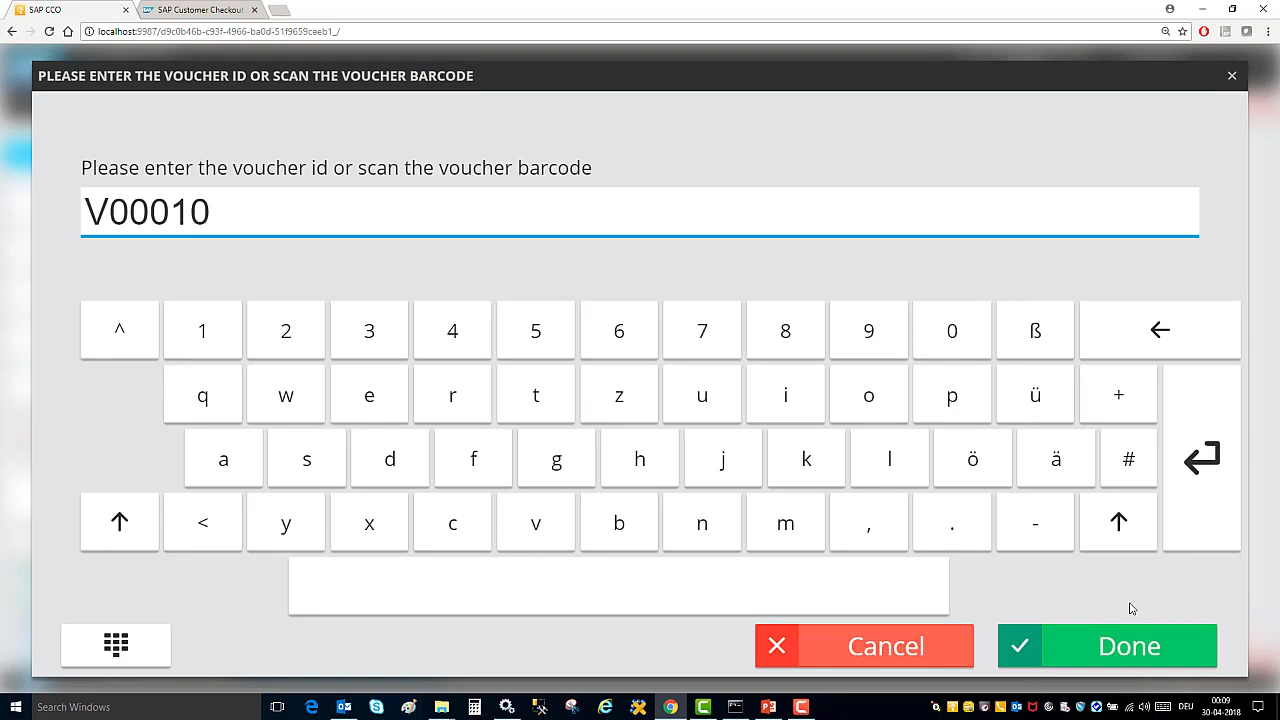 SAP CCO
SAP Customer Checkout
localhost:9987/d9c0b46b-c93f-4966-ba0d-51f9659ceeb1_/
PLEASE ENTER THE VOUCHER ID OR SCAN THE VOUCHER BARCODE
Please enter the voucher id or scan the voucher barcode
V00010
^ 1 2 3 4 5 6 7 8 9 0 ß
q w e r t z u i o p ü +
a s d f g h j k l ö ä #
< y x c v b n m , . -
Cancel
Done
Search Windows
DEU
00:09
30-04-2018